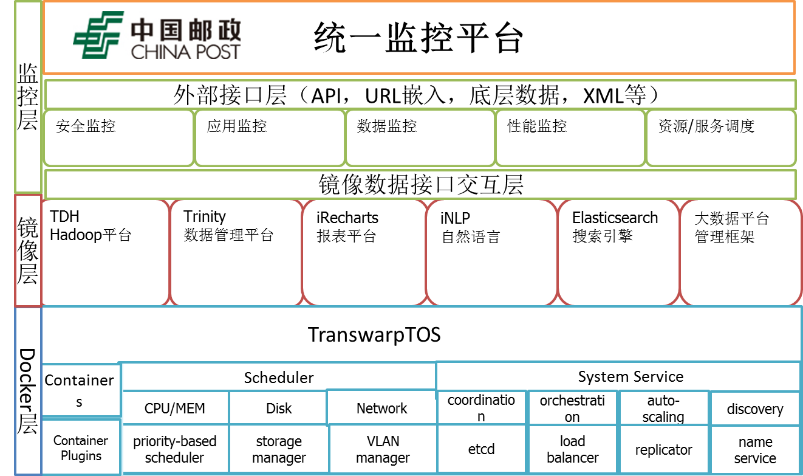 中国邮政
CHINA POST
统一监控平台
监控层
外部接口层（API，URL嵌入，底层数据，XML等）
安全监控
应用监控
数据监控
性能监控
资源/服务调度
镜像数据接口交互层
镜像层
TDH
Hadoop平台
Trinity
数据管理平台
iRecharts
报表平台
iNLP
自然语言
Elasticsearch
搜索引擎
大数据平台
管理框架
Docker层
TranswarpTOS
Container
s
Scheduler
System Service
CPU/MEM
Disk
Network
coordinatio
n
orchestrati
on
auto-
scaling
discovery
Container
Plugins
priority-based
scheduler
storage
manager
VLAN
manager
etcd
load
balancer
replicator
name
service